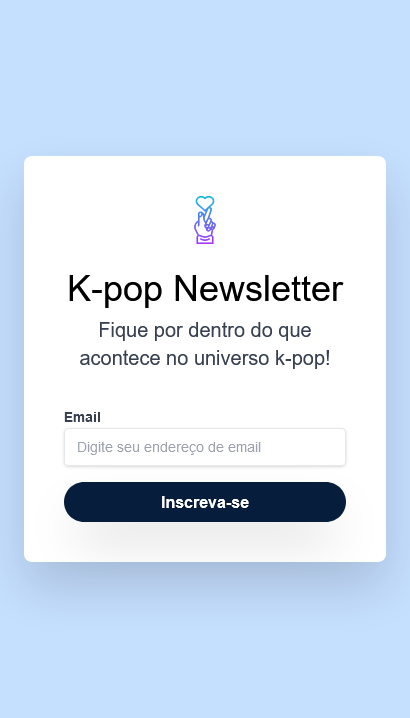 K-pop Newsletter
Fique por dentro do que
acontece no universo k-pop!
Email
Digite seu endereço de email
Inscreva-se